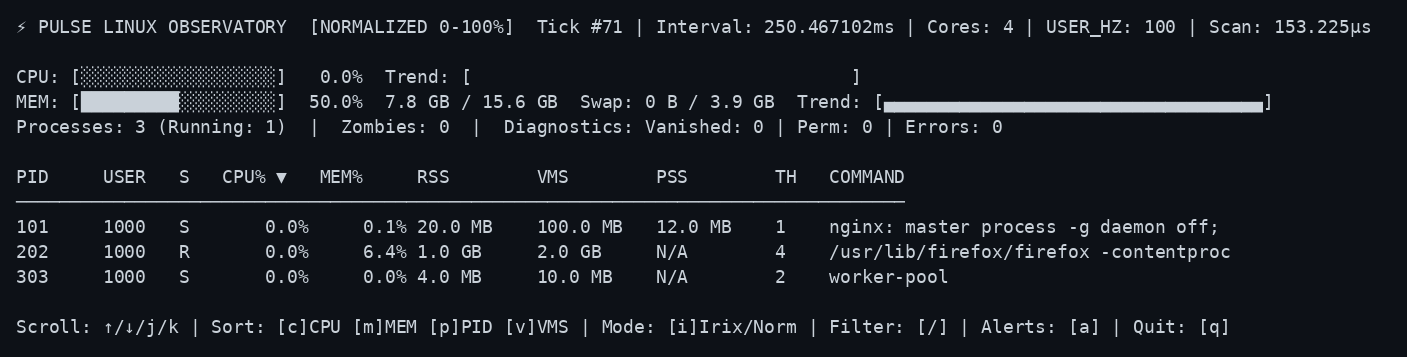 ⚡ PULSE LINUX OBSERVATORY  [NORMALIZED 0-100%]  Tick #71 | Interval: 250.467102ms | Cores: 4 | USER_HZ: 100 | Scan: 153.225µs
CPU: [░░░░░░░░░░░░░░░░░░]   0.0%  Trend: [                                   ]
MEM: [█████████░░░░░░░░░]  50.0%  7.8 GB / 15.6 GB  Swap: 0 B / 3.9 GB  Trend: [▄▄▄▄▄▄▄▄▄▄▄▄▄▄▄▄▄▄▄▄▄▄▄▄▄▄▄▄▄▄▄▄▄▄▄]
Processes: 3 (Running: 1)  |  Zombies: 0  |  Diagnostics: Vanished: 0 | Perm: 0 | Errors: 0
PID     USER   S   CPU% ▼   MEM%     RSS        VMS        PSS        TH   COMMAND
──────────────────────────────────────────────────────────────────────────────────
101     1000   S       0.0%     0.1% 20.0 MB    100.0 MB   12.0 MB    1    nginx: master process -g daemon off;
202     1000   R       0.0%     6.4% 1.0 GB     2.0 GB     N/A        4    /usr/lib/firefox/firefox -contentproc
303     1000   S       0.0%     0.0% 4.0 MB     10.0 MB    N/A        2    worker-pool
Scroll: ↑/↓/j/k | Sort: [c]CPU [m]MEM [p]PID [v]VMS | Mode: [i]Irix/Norm | Filter: [/] | Alerts: [a] | Quit: [q]